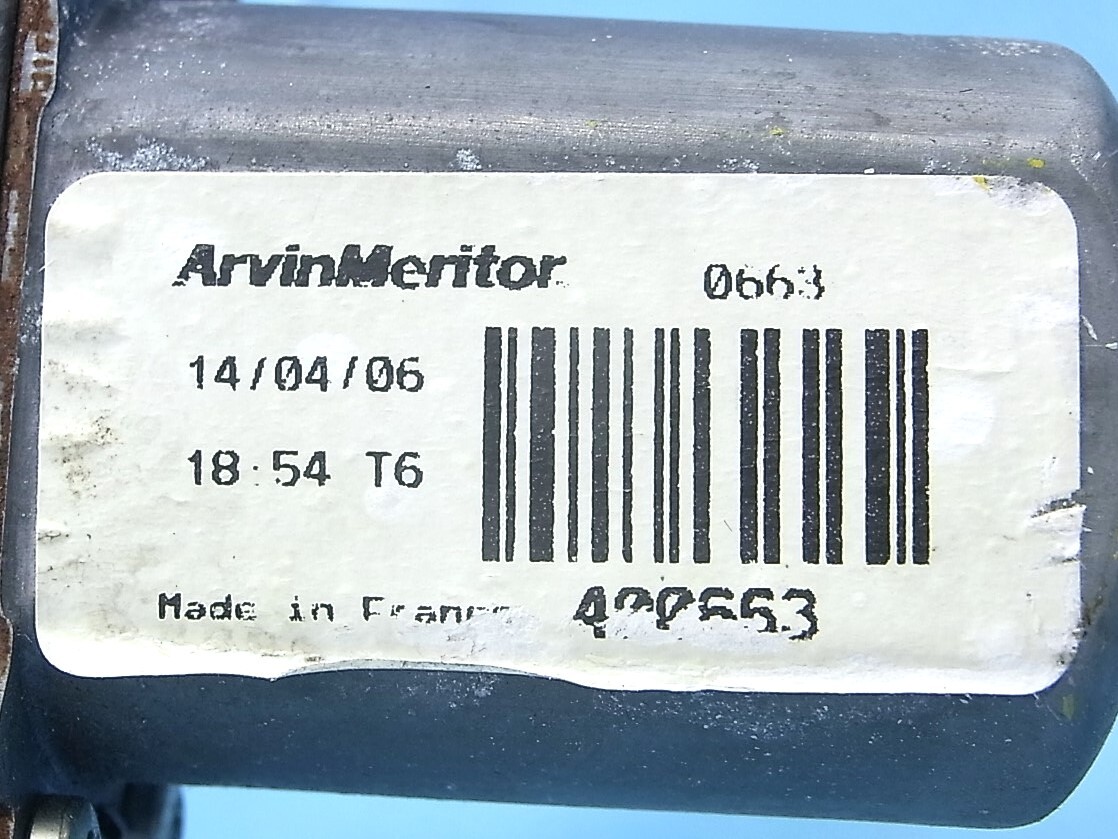 ArvinMeritor 0663
14/04/06
18:54 T6
Made in France